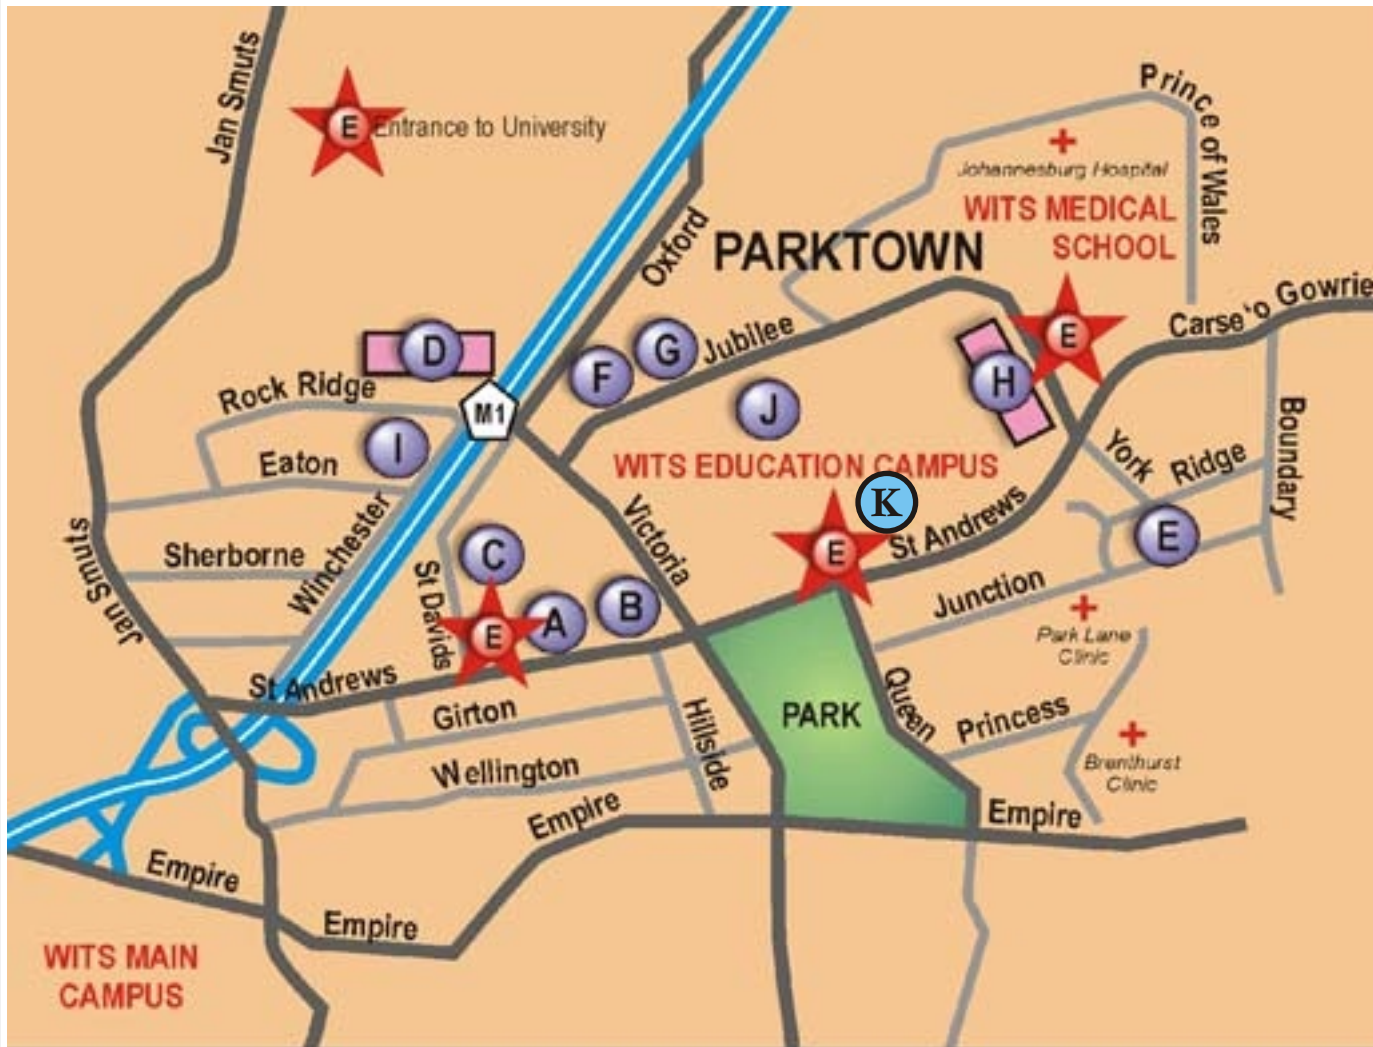 Jan Smuts
E Entrance to University
Oxford
Prince of Wales
Johannesburg Hospital
WITS MEDICAL
SCHOOL
PARKTOWN
E
Carse'o Gowrie
D
Rock Ridge
M1
F
G
Jubilee
J
H
I
Eaton
WITS EDUCATION CAMPUS
K
York
Ridge
Boundary
Jan Smuts
Sherborne
Winchester
St Davids
C
Victoria
E
St Andrews
E
E
A
B
Junction
Park Lane
Clinic
St Andrews
Girton
Hillside
PARK
Queen
Princess
Wellington
Brenthurst
Clinic
Empire
Empire
Empire
Empire
WITS MAIN
CAMPUS